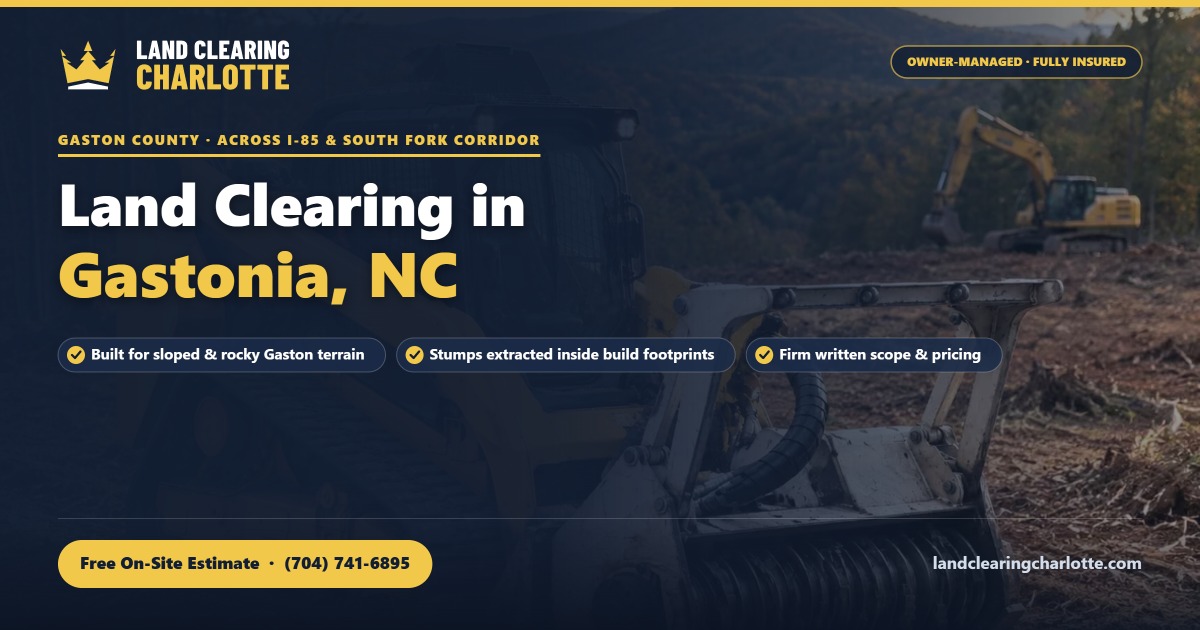 LAND CLEARING
CHARLOTTE
OWNER-MANAGED · FULLY INSURED
GASTON COUNTY · ACROSS I-85 & SOUTH FORK CORRIDOR
Land Clearing in
Gastonia, NC
Built for sloped & rocky Gaston terrain
Stumps extracted inside build footprints
Firm written scope & pricing
Free On-Site Estimate · (704) 741-6895
landclearingcharlotte.com